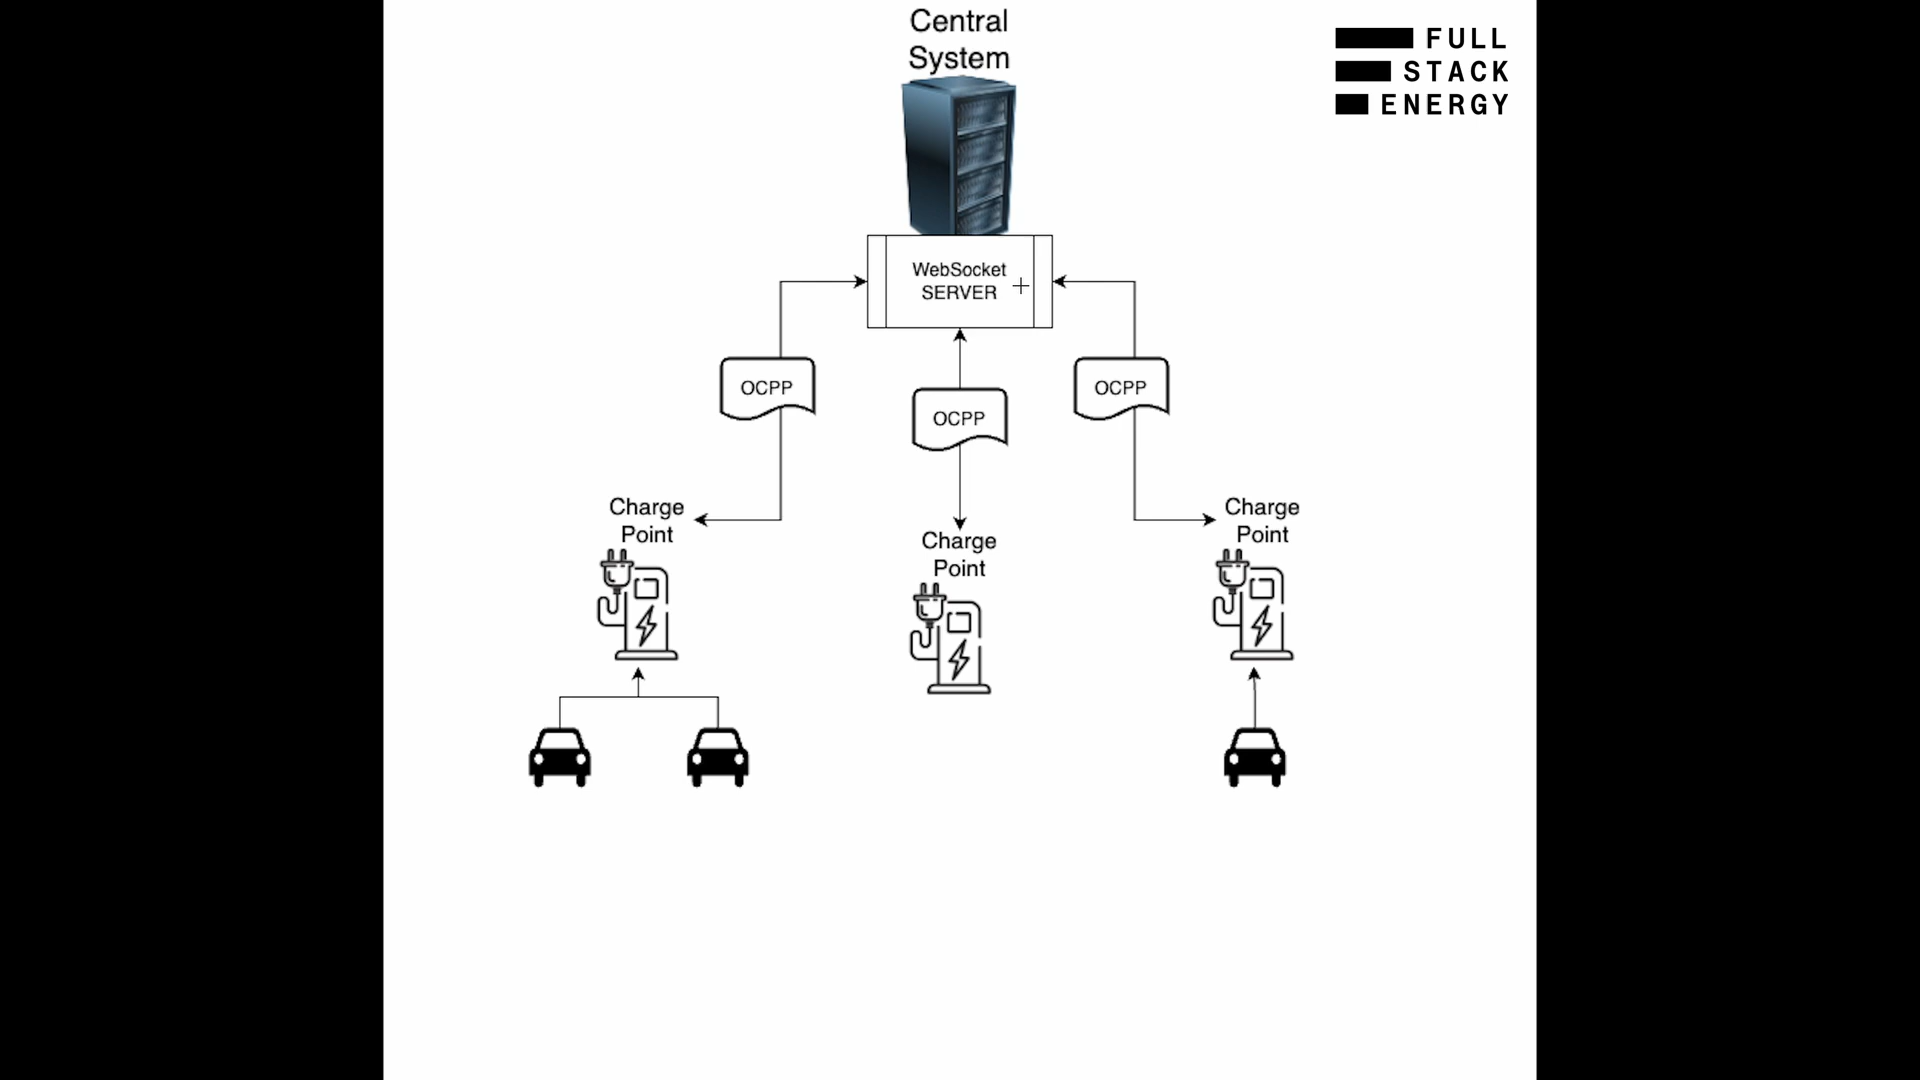 Central
System
FULL
STACK
ENERGY
WebSocket
SERVER
OCPP
OCPP
OCPP
Charge
Point
Charge
Point
Charge
Point